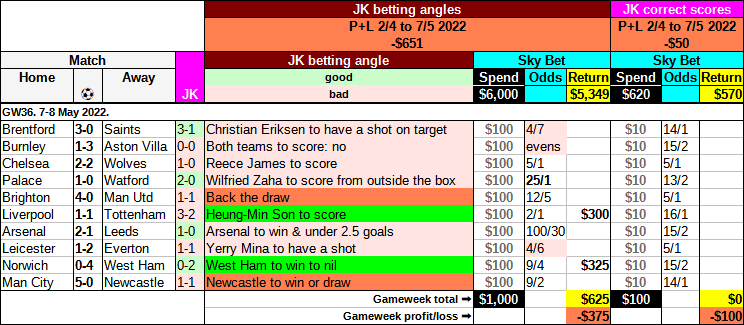 JK betting angles JK correct scores
P+L 2/4 to 7/5 2022 P+L 2/4 to 7/5 2022
-$651 -$50
Match JK JK betting angle Sky Bet Sky Bet
Home Away good Spend Odds Return Spend Odds Return
bad $6,000 $5,349 $620 $570
GW36. 7-8 May 2022.
Brentford 3-0 Saints 3-1 Christian Eriksen to have a shot on target $100 4/7 $10 14/1
Burnley 1-3 Aston Villa 0-0 Both teams to score: no $100 evens $10 15/2
Chelsea 2-2 Wolves 1-0 Reece James to score $100 5/1 $10 5/1
Palace 1-0 Watford 2-0 Wilfried Zaha to score from outside the box $100 25/1 $10 13/2
Brighton 4-0 Man Utd 1-1 Back the draw $100 12/5 $10 5/1
Liverpool 1-1 Tottenham 3-2 Heung-Min Son to score $100 2/1 $300 $10 16/1
Arsenal 2-1 Leeds 1-0 Arsenal to win & under 2.5 goals $100 100/30 $10 15/2
Leicester 1-2 Everton 1-1 Yerry Mina to have a shot $100 4/6 $10 5/1
Norwich 0-4 West Ham 0-2 West Ham to win to nil $100 9/4 $325 $10 15/2
Man City 5-0 Newcastle 1-1 Newcastle to win or draw $100 9/2 $10 14/1
Gameweek total ➡ $1,000 $625 $100 $0
Gameweek profit/loss ➡ -$375 -$100